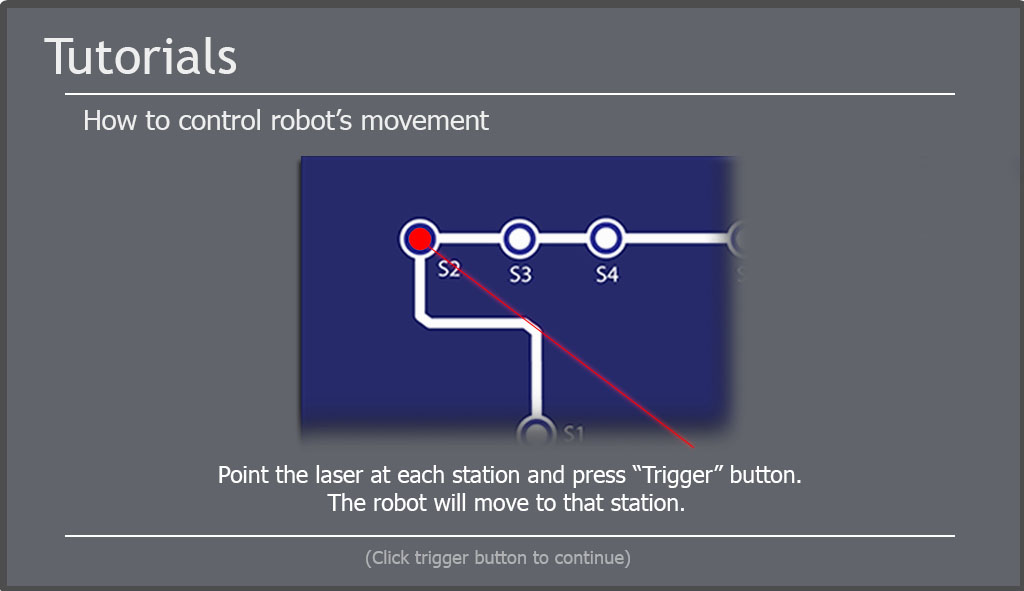 Tutorials
How to control robot’s movement
S2
S3
S4
S1
Point the laser at each station and press “Trigger” button.
The robot will move to that station.
(Click trigger button to continue)